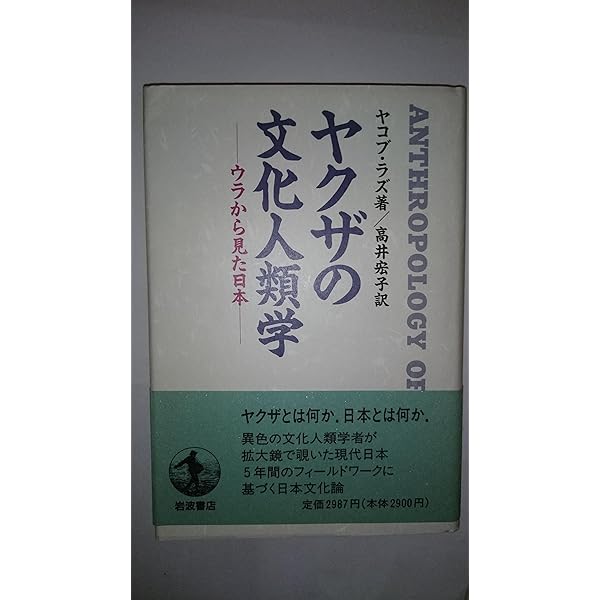 ANTHROPOLOGY OF
ヤコブ・ラズ著/高井宏子訳
ヤクザの
文化人類学
──ウラから見た日本──
ヤクザとは何か.日本とは何か.
異色の文化人類学者が
拡大鏡で覗いた現代日本
5年間のフィールドワークに
基づく日本文化論
岩波書店
定価2987円(本体2900円)